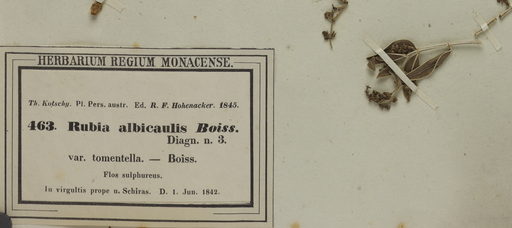 HERBARIUM REGIUM MONACENSE.
Th. Kotschy. Pl. Pers. austr. Ed. R. F. Hohenacker. 1845.
463. Rubia albicaulis Boiss.
Diagn. n. 3.
var. tomentella. — Boiss.
Flos sulphureus.
In virgultis prope u. Schiras. D. 1. Jun. 1842.